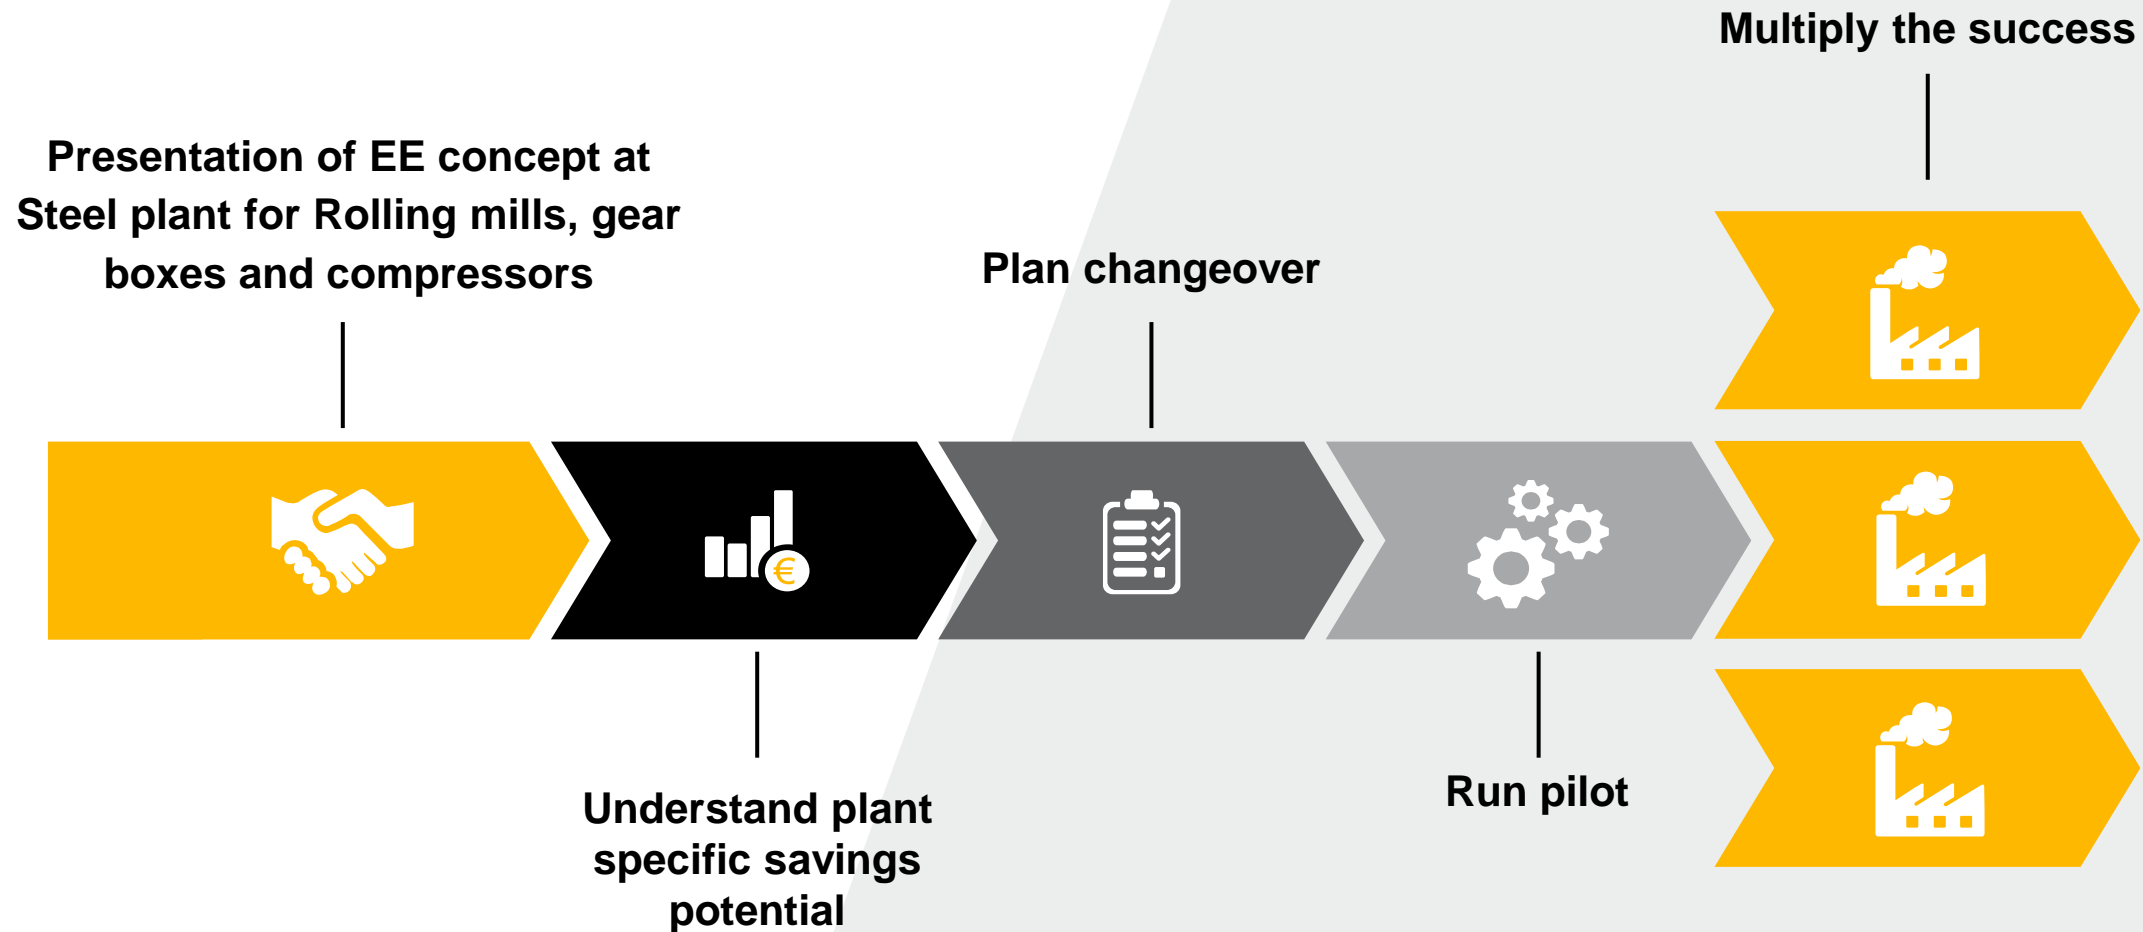 Multiply the success
Presentation of EE concept at
Steel plant for Rolling mills, gear
boxes and compressors
Plan changeover
€
Run pilot
Understand plant
specific savings
potential